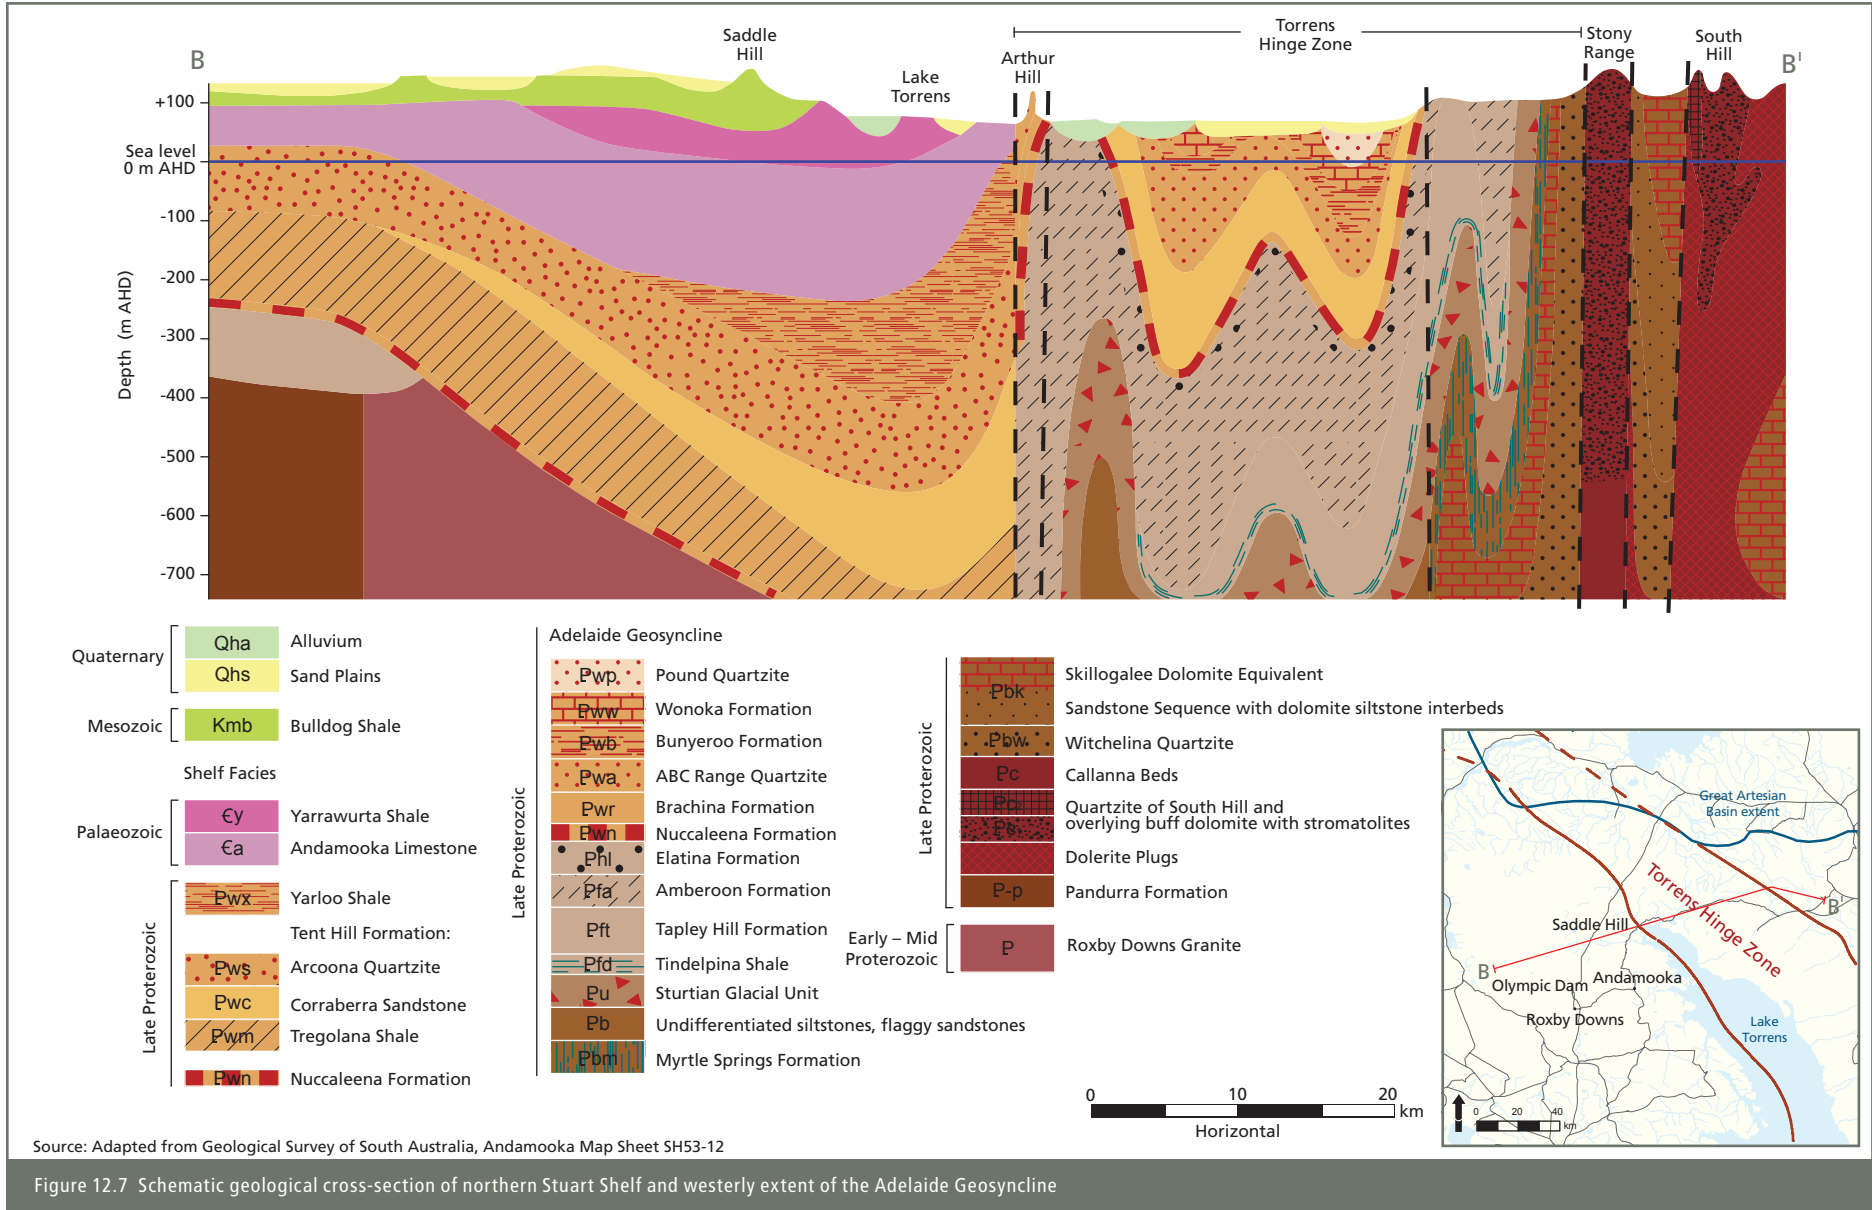 B
Saddle
Hill
Lake
Torrens
Arthur
Hill
Torrens
Hinge Zone
Stony
Range
South
Hill
B'
Depth (m AHD)
+100
Sea level
0 m AHD
-100
-200
-300
-400
-500
-600
-700
Quaternary
Qha Alluvium
Qhs Sand Plains
Mesozoic
Kmb Bulldog Shale
Shelf Facies
Palaeozoic
Ꞓy Yarrawurta Shale
Ꞓa Andamooka Limestone
Late Proterozoic
Pwx Yarloo Shale
Tent Hill Formation:
Pws Arcoona Quartzite
Pwc Corraberra Sandstone
Pwm Tregolana Shale
Pwn Nuccaleena Formation
Adelaide Geosyncline
Late Proterozoic
Pwp Pound Quartzite
Pww Wonoka Formation
Pwb Bunyeroo Formation
Pwa ABC Range Quartzite
Pwr Brachina Formation
Pwn Nuccaleena Formation
Phl Elatina Formation
Pfa Amberoon Formation
Pft Tapley Hill Formation
Pfd Tindelpina Shale
Pu Sturtian Glacial Unit
Pb Undifferentiated siltstones, flaggy sandstones
Pbm Myrtle Springs Formation
Late Proterozoic
Skillogalee Dolomite Equivalent
Pbk
Sandstone Sequence with dolomite siltstone interbeds
Pbw Witchelina Quartzite
Pc Callanna Beds
Quartzite of South Hill and
overlying buff dolomite with stromatolites
Dolerite Plugs
P-p Pandurra Formation
Early – Mid
Proterozoic
P Roxby Downs Granite
0 10 20 km
Horizontal
Great Artesian
Basin extent
Torrens Hinge Zone
Saddle Hill
B'
B
Olympic Dam
Andamooka
Roxby Downs
Lake
Torrens
0 20 40
km
Source: Adapted from Geological Survey of South Australia, Andamooka Map Sheet SH53-12
Figure 12.7 Schematic geological cross-section of northern Stuart Shelf and westerly extent of the Adelaide Geosyncline